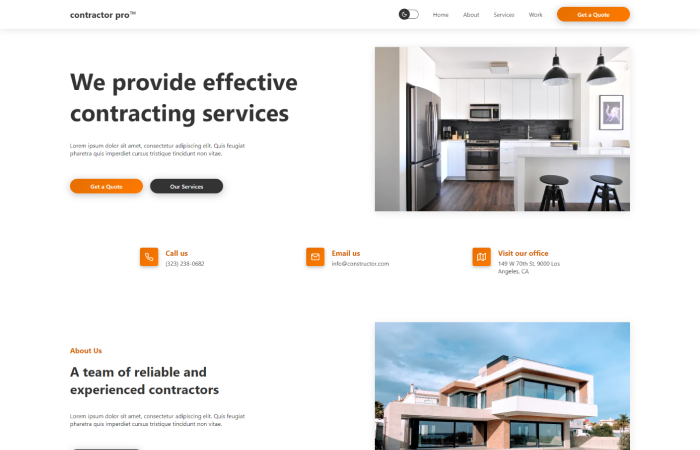 contractor pro™
Home
About
Services
Work
Get a Quote
We provide effective
contracting services
Lorem ipsum dolor sit amet, consectetur adipiscing elit. Quis feugiat
pharetra quis imperdiet cursus tristique tincidunt non vitae.
Get a Quote
Our Services
Call us
(323) 238-0682
Email us
info@constructor.com
Visit our office
149 W 70th St, 9000 Los
Angeles, CA
About Us
A team of reliable and
experienced contractors
Lorem ipsum dolor sit amet, consectetur adipiscing elit. Quis feugiat
pharetra quis imperdiet cursus tristique tincidunt non vitae.